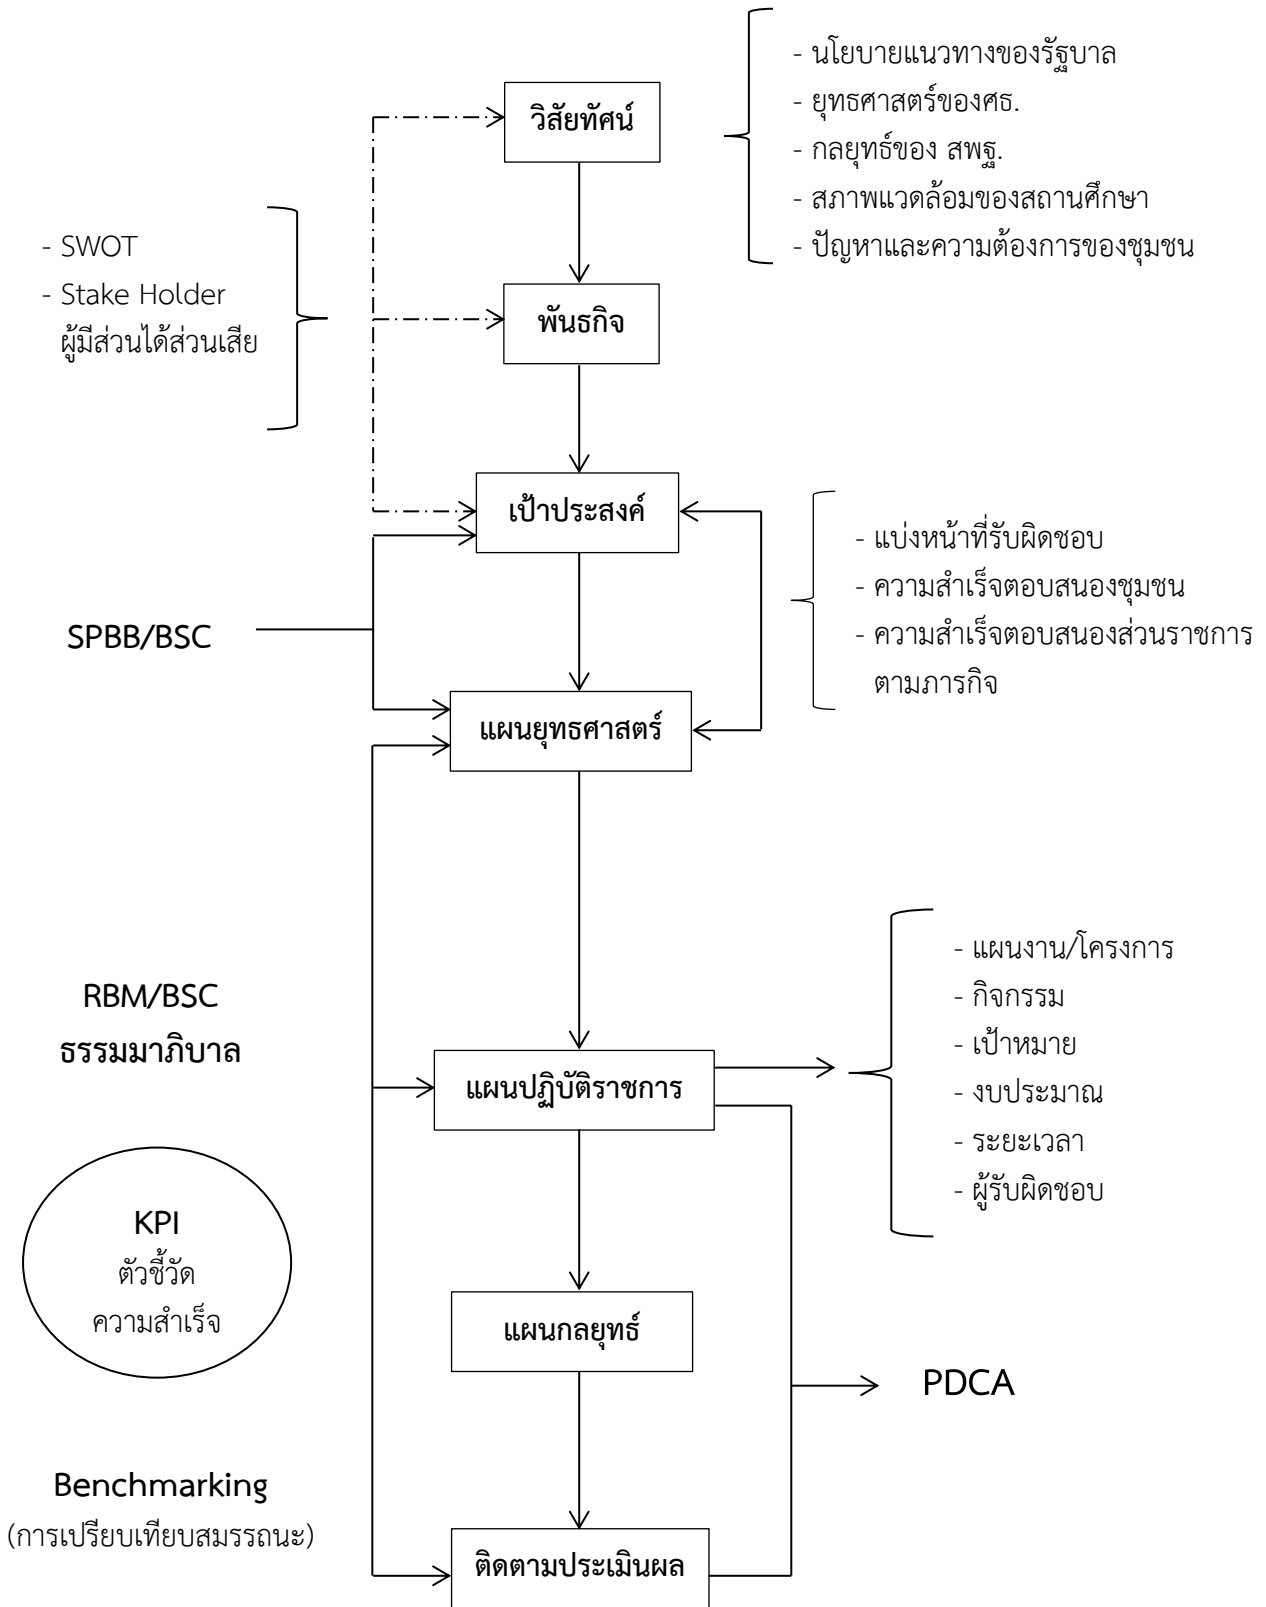 - นโยบายแนวทางของรัฐบาล
วิสัยทัศน์
- ยุทธศาสตร์ของศธ.
- กลยุทธ์ของ สพฐ.
- สภาพแวดล้อมของสถานศึกษา
- ปัญหาและความต้องการของชุมชน
- SWOT
- Stake Holder
ผู้มีส่วนได้ส่วนเสีย
พันธกิจ
เป้าประสงค์
- แบ่งหน้าที่รับผิดชอบ
- ความสำเร็จตอบสนองชุมชน
- ความสำเร็จตอบสนองส่วนราชการ
ตามภารกิจ
SPBB/BSC
แผนยุทธศาสตร์
- แผนงาน/โครงการ
- กิจกรรม
- เป้าหมาย
- งบประมาณ
- ระยะเวลา
- ผู้รับผิดชอบ
RBM/BSC
ธรรมมาภิบาล
แผนปฏิบัติราชการ
KPI
ตัวชี้วัด
ความสำเร็จ
แผนกลยุทธ์
PDCA
Benchmarking
(การเปรียบเทียบสมรรถนะ)
ติดตามประเมินผล